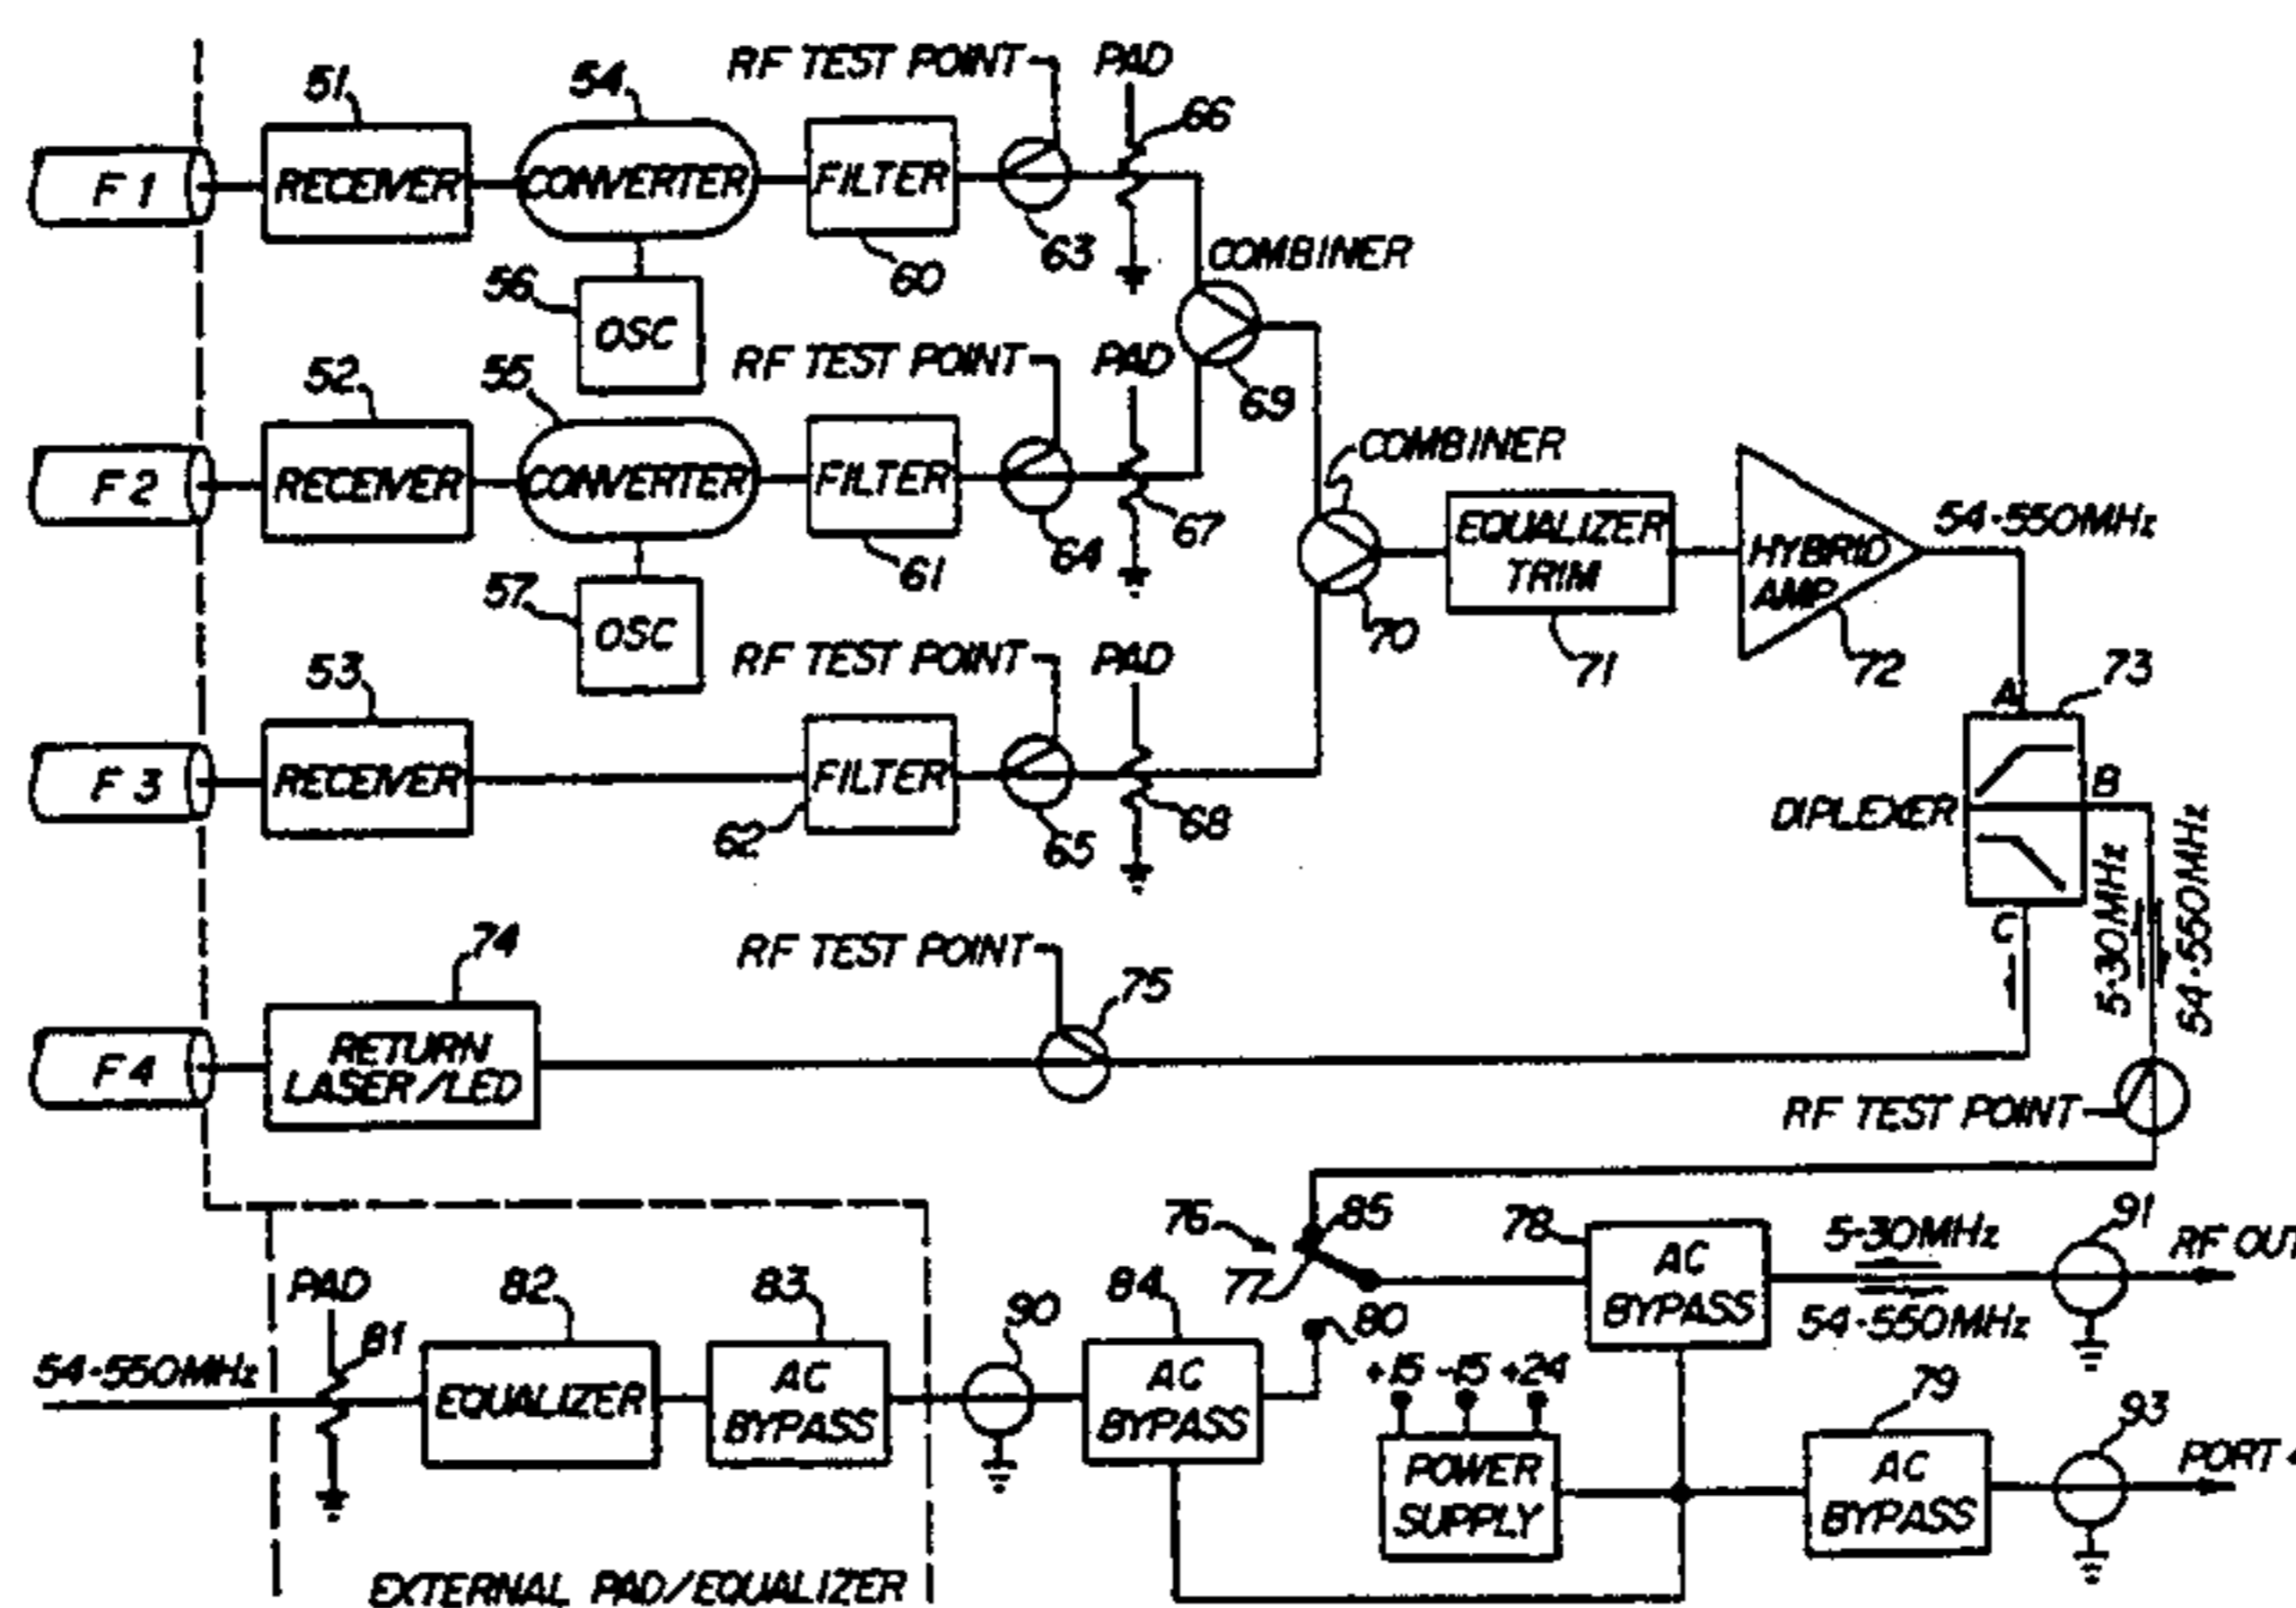 RF TEST POINT
PAD
51
54
66
F1
RECEIVER
CONVERTER
FILTER
63
60
COMBINER
56
OSC
RF TEST POINT
PAD
52
55
69
COMBINER
F2
RECEIVER
CONVERTER
FILTER
67
64
61
EQUALIZER
TRIM
HYBRID
AMP
54-550MHz
57
OSC
70
71
72
RF TEST POINT
PAD
53
73
A
F3
RECEIVER
FILTER
B
DIPLEXER
62
65
68
C
5-30MHz
54-550MHz
74
RF TEST POINT
75
F4
RETURN
LASER/LED
RF TEST POINT
76
85
78
91
5-30MHz
RF OUT
77
AC
BYPASS
54-550MHz
PAD
81
82
83
90
84
80
54-550MHz
EQUALIZER
AC
BYPASS
AC
BYPASS
+15 -15 +24
79
93
POWER
SUPPLY
AC
BYPASS
PORT 4
EXTERNAL PAD/EQUALIZER